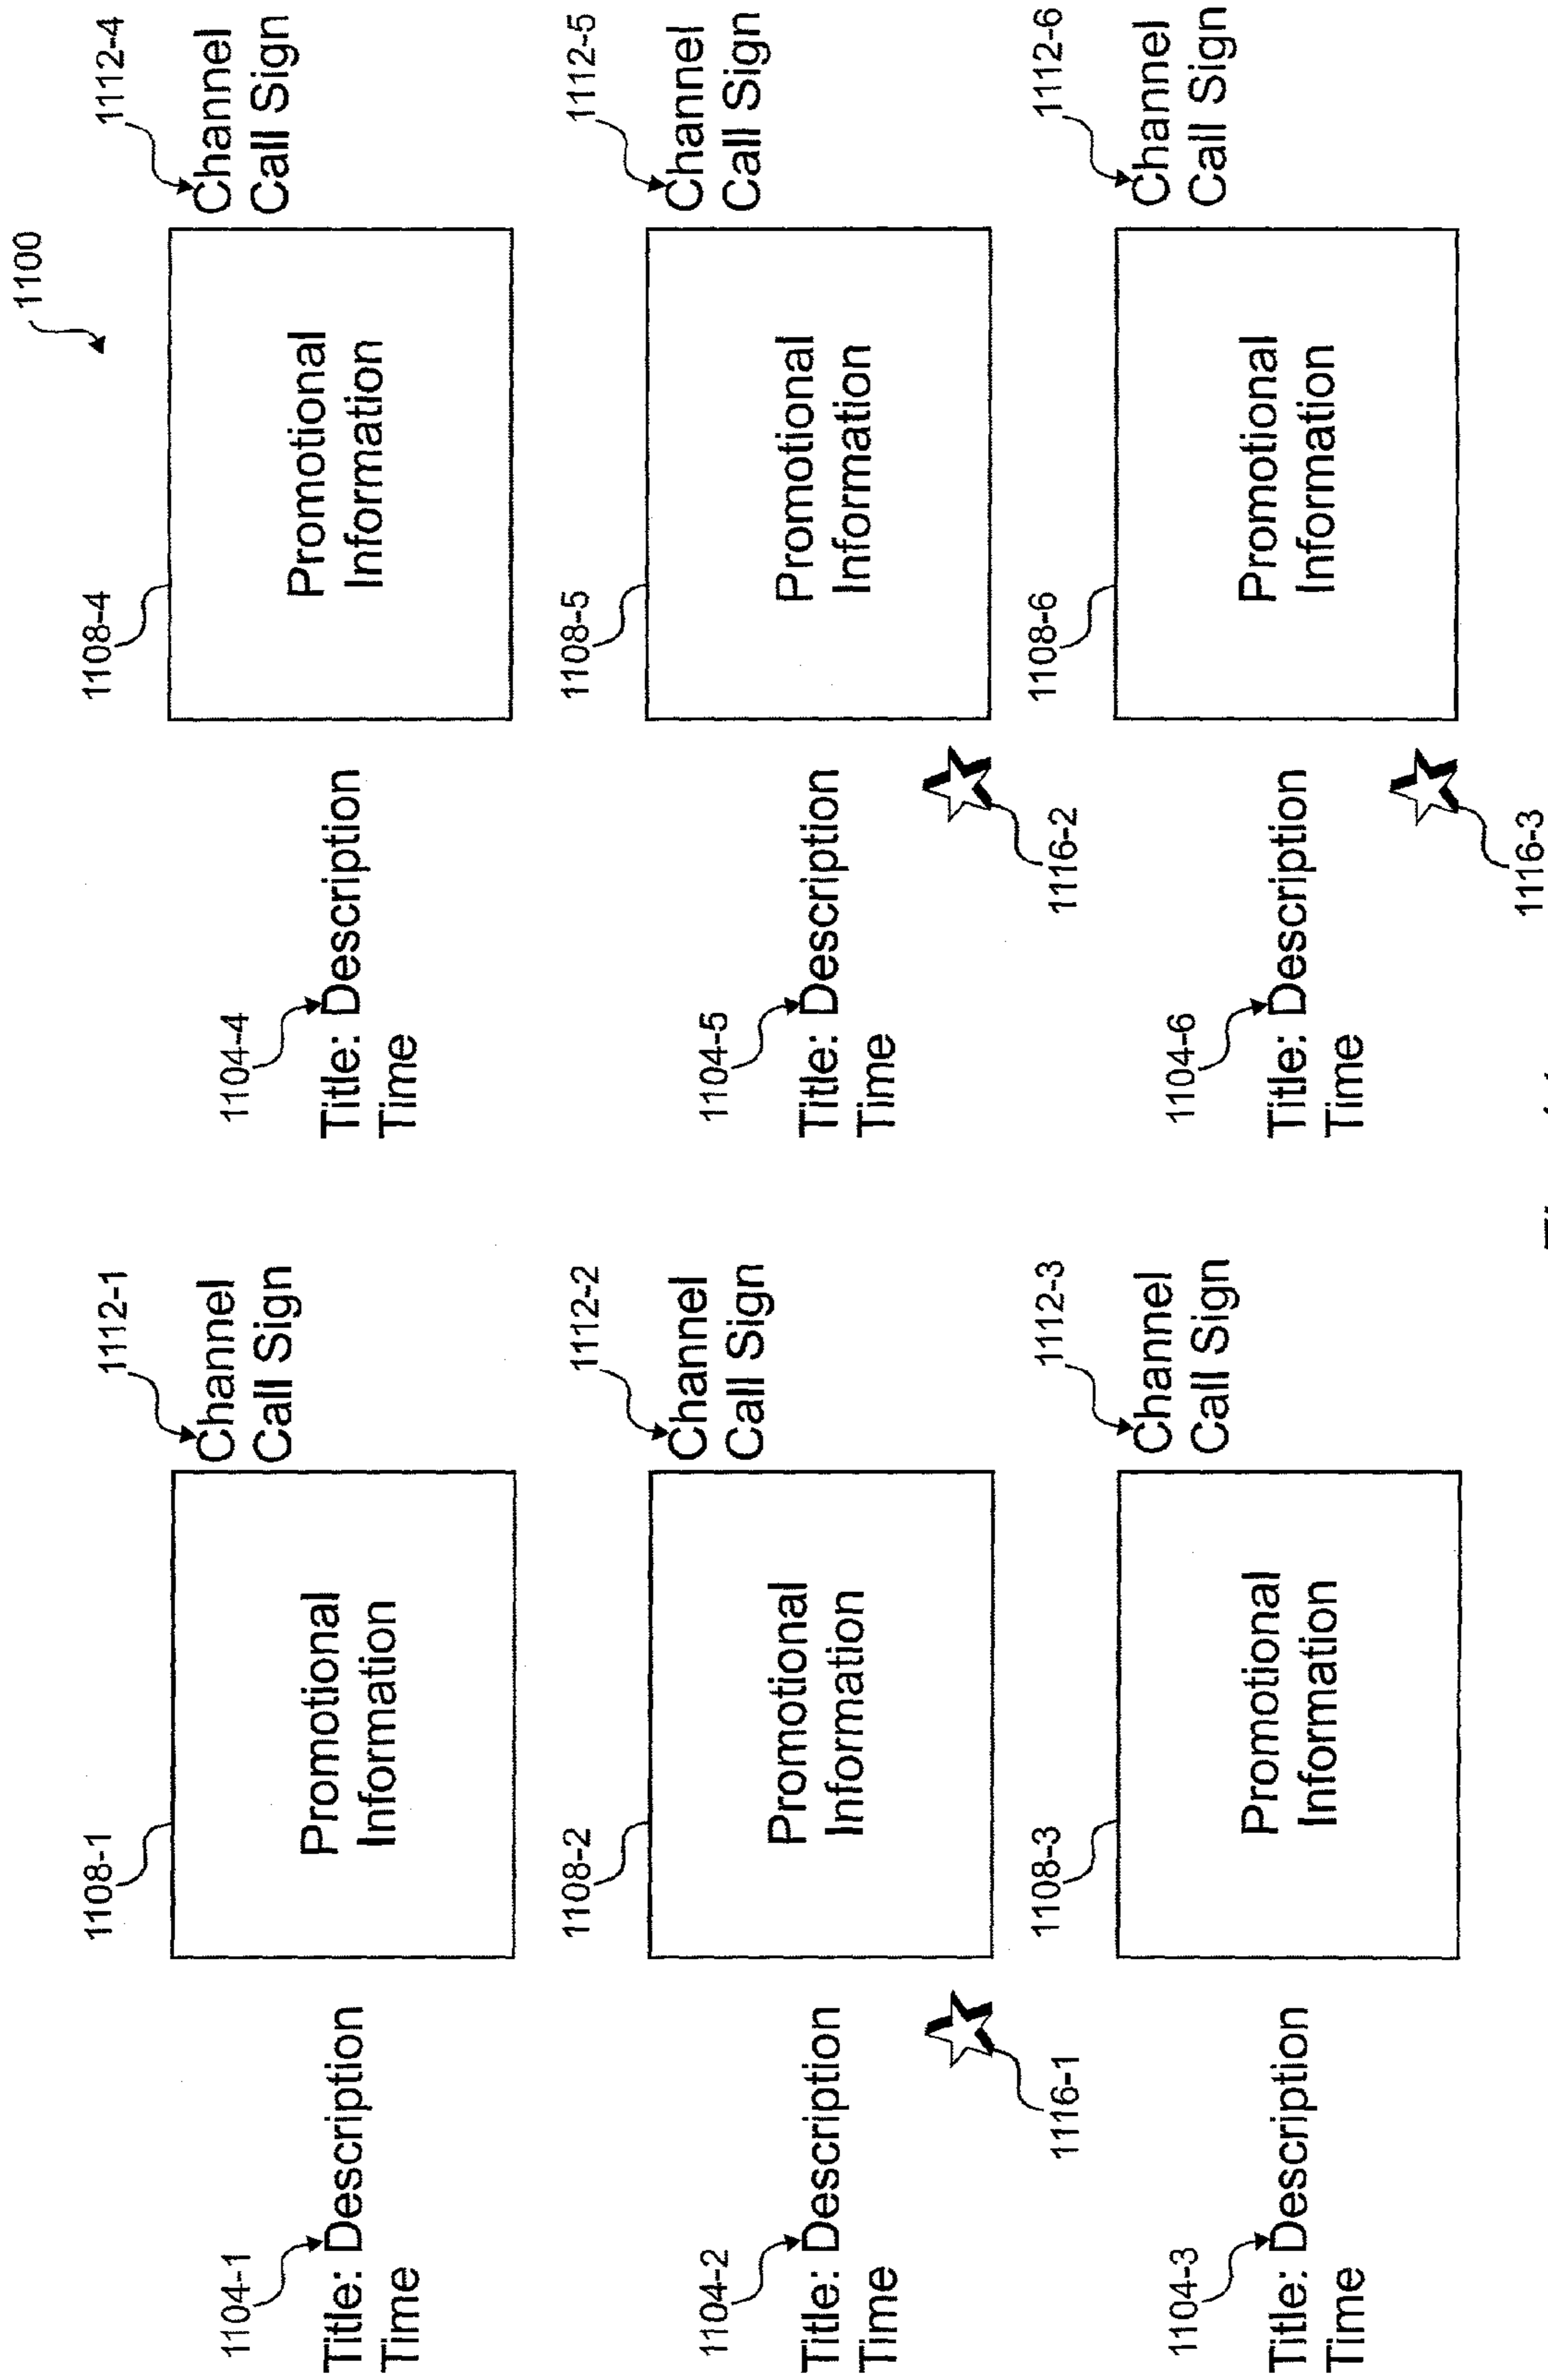 1100
1104-1
Title: Description
Time
1108-1
Promotional
Information
1112-1
Channel
Call Sign
1104-4
Title: Description
Time
1108-4
Promotional
Information
1112-4
Channel
Call Sign
1104-2
Title: Description
Time
1116-1
1108-2
Promotional
Information
1112-2
Channel
Call Sign
1104-5
Title: Description
Time
1116-2
1108-5
Promotional
Information
1112-5
Channel
Call Sign
1104-3
Title: Description
Time
1108-3
Promotional
Information
1112-3
Channel
Call Sign
1104-6
Title: Description
Time
1116-3
1108-6
Promotional
Information
1112-6
Channel
Call Sign